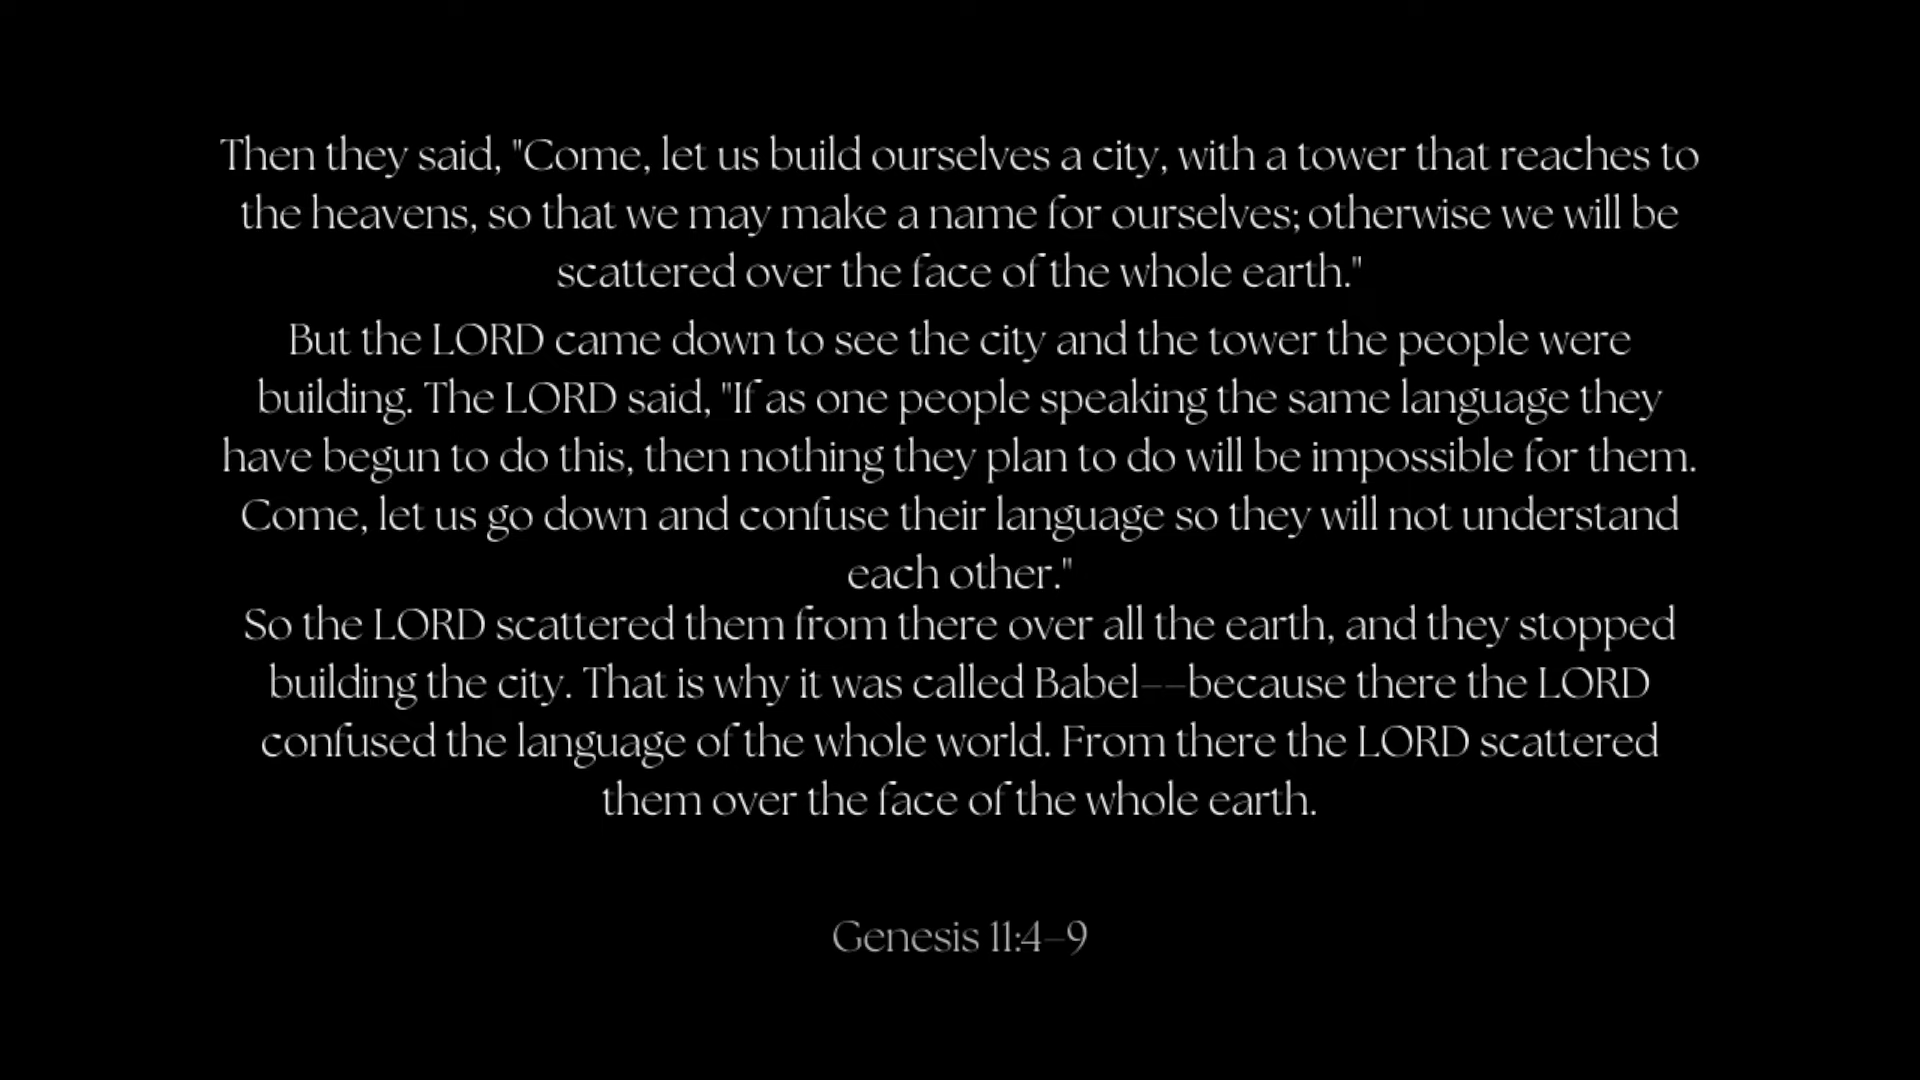 Then they said, "Come, let us build ourselves a city, with a tower that reaches to
the heavens, so that we may make a name for ourselves; otherwise we will be
scattered over the face of the whole earth."
But the LORD came down to see the city and the tower the people were
building. The LORD said, "If as one people speaking the same language they
have begun to do this, then nothing they plan to do will be impossible for them.
Come, let us go down and confuse their language so they will not understand
each other."
So the LORD scattered them from there over all the earth, and they stopped
building the city. That is why it was called Babel––because there the LORD
confused the language of the whole world. From there the LORD scattered
them over the face of the whole earth.
Genesis 11:4–9